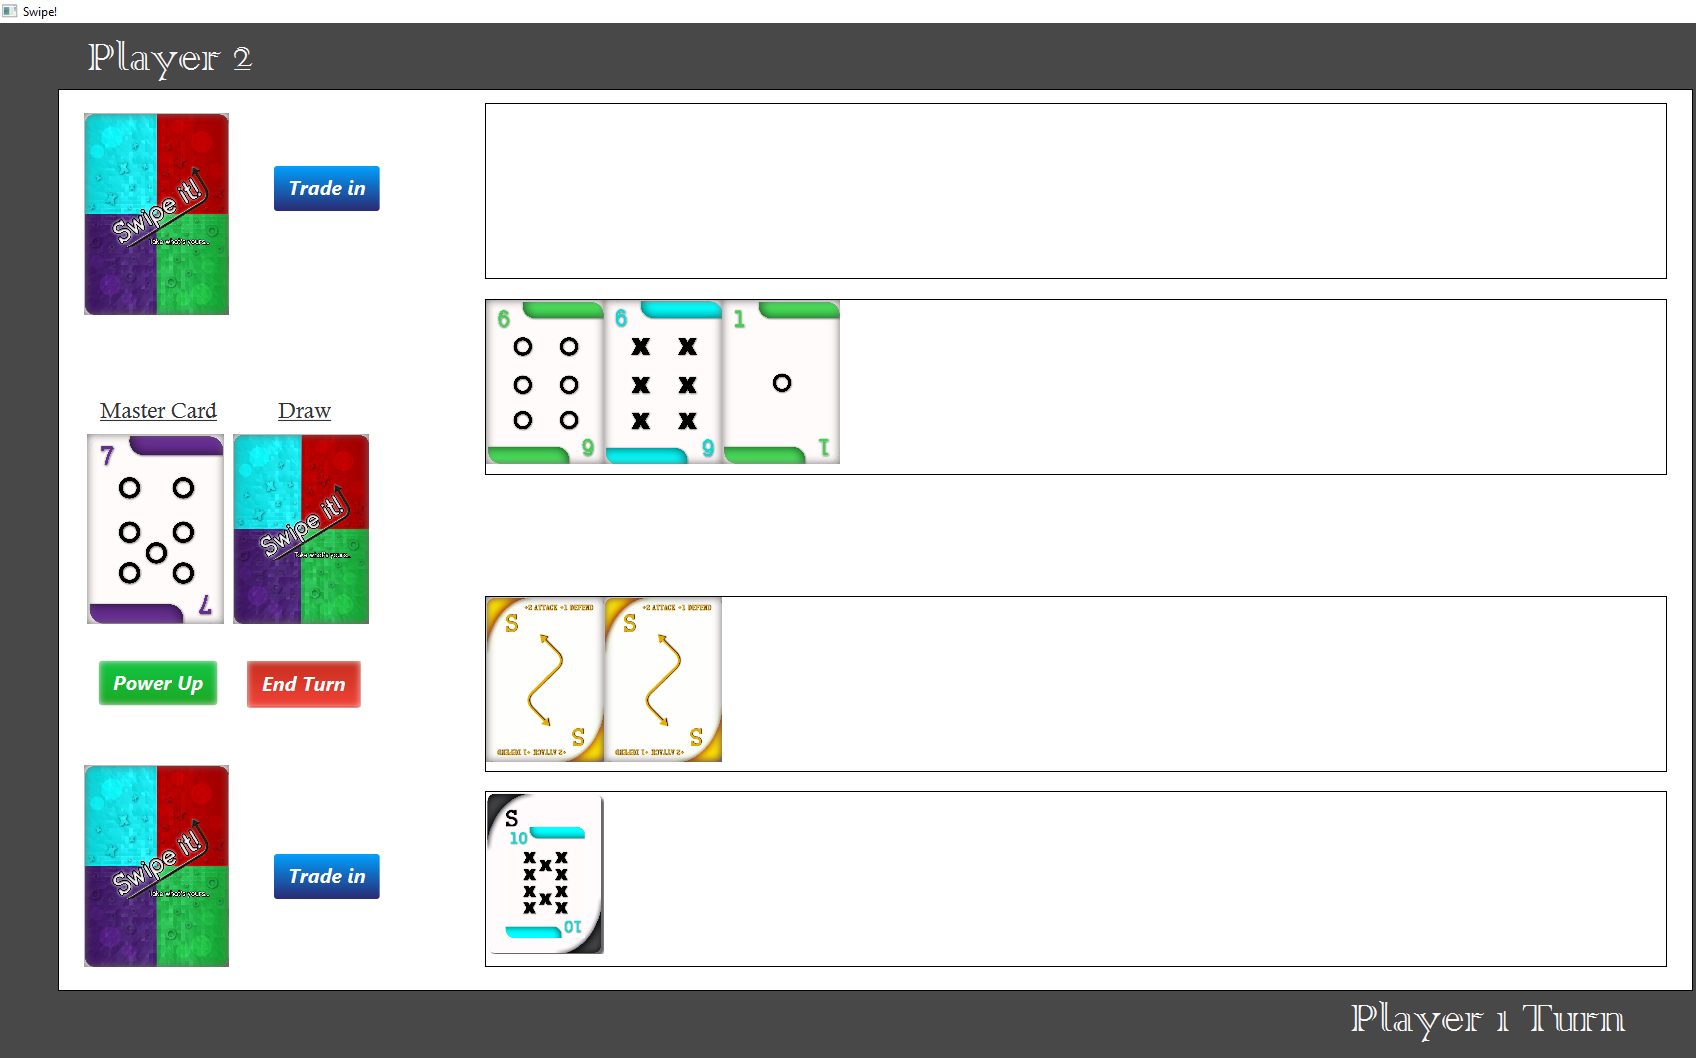 Swipe!
Player 2
Swipe it!
Take what's yours...
Trade in
6
6
6
6
1
1
Master Card
Draw
7
7
Swipe it!
Take what's yours...
+2 ATTACK +1 DEFEND
S
S
+2 ATTACK +1 DEFEND
+2 ATTACK +1 DEFEND
S
S
+2 ATTACK +1 DEFEND
Power Up
End Turn
Swipe it!
Take what's yours...
Trade in
S
10
10
Player 1 Turn